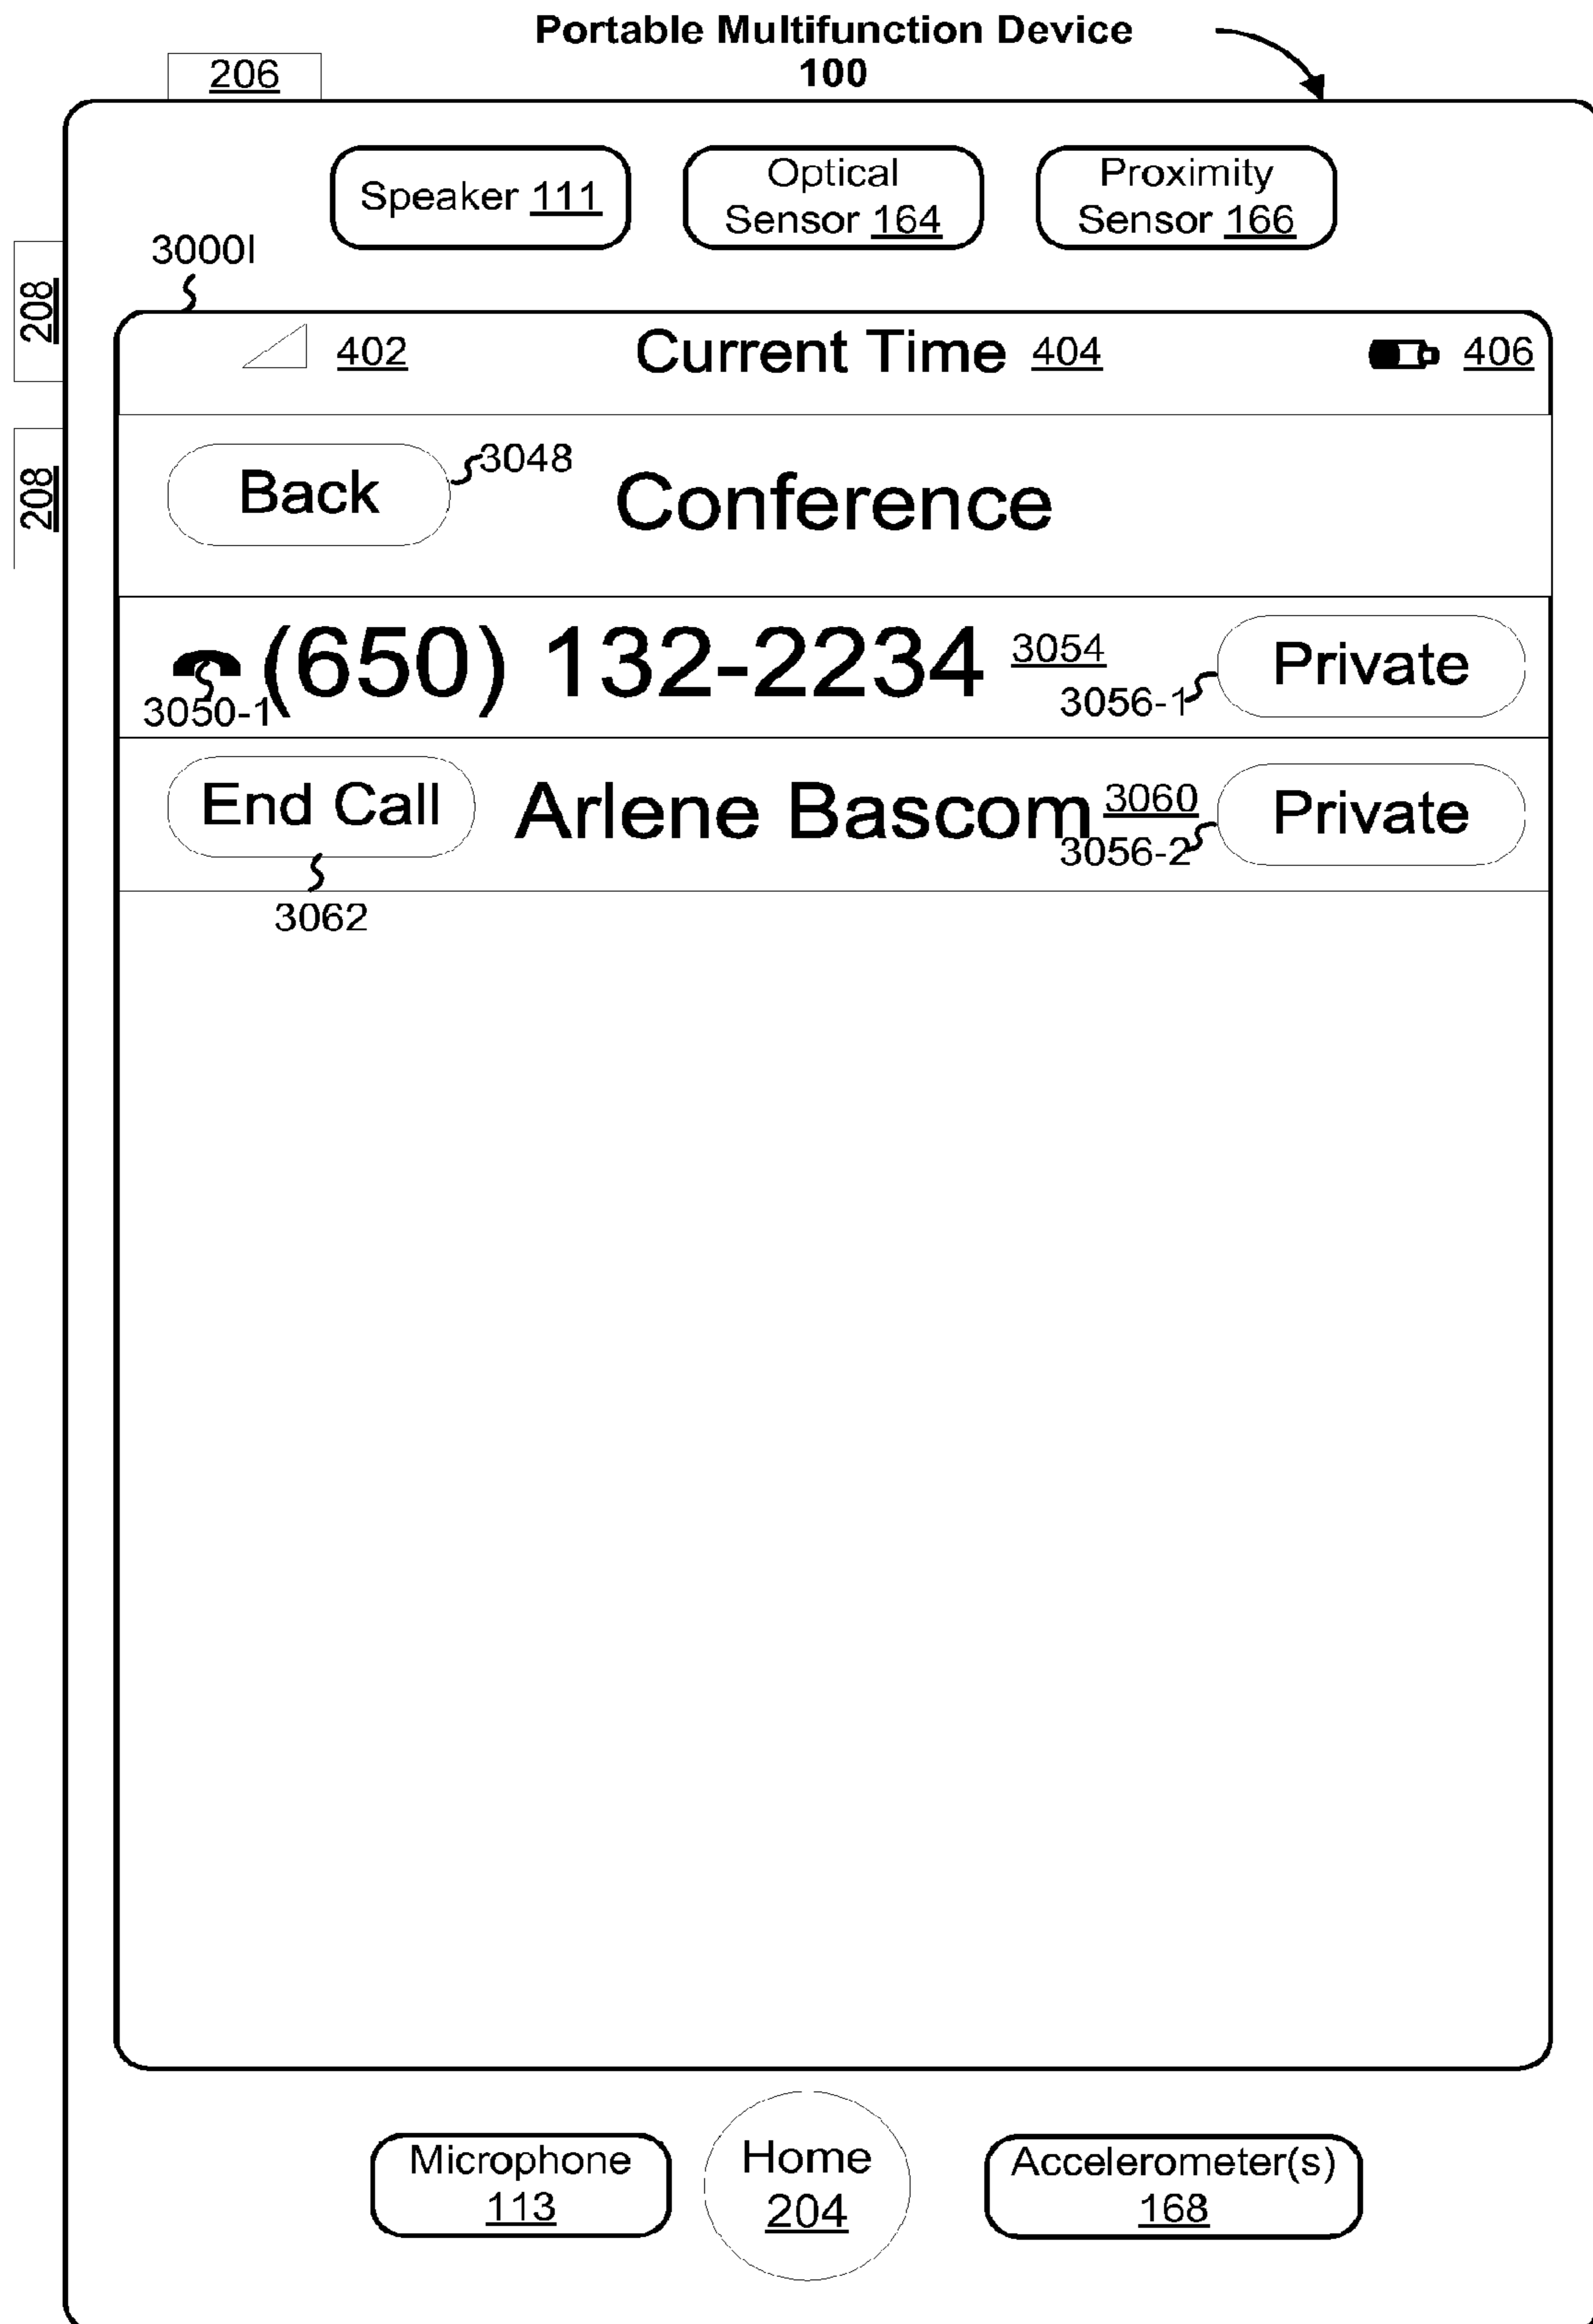 Portable Multifunction Device
100
206
Speaker 111
Optical
Sensor 164
Proximity
Sensor 166
3000I
208
402
Current Time 404
406
Back
3048
Conference
208
(650) 132-2234 3054
Private
3050-1
3056-1
End Call
Arlene Bascom 3060
Private
3056-2
3062
Microphone
113
Home
204
Accelerometer(s)
168